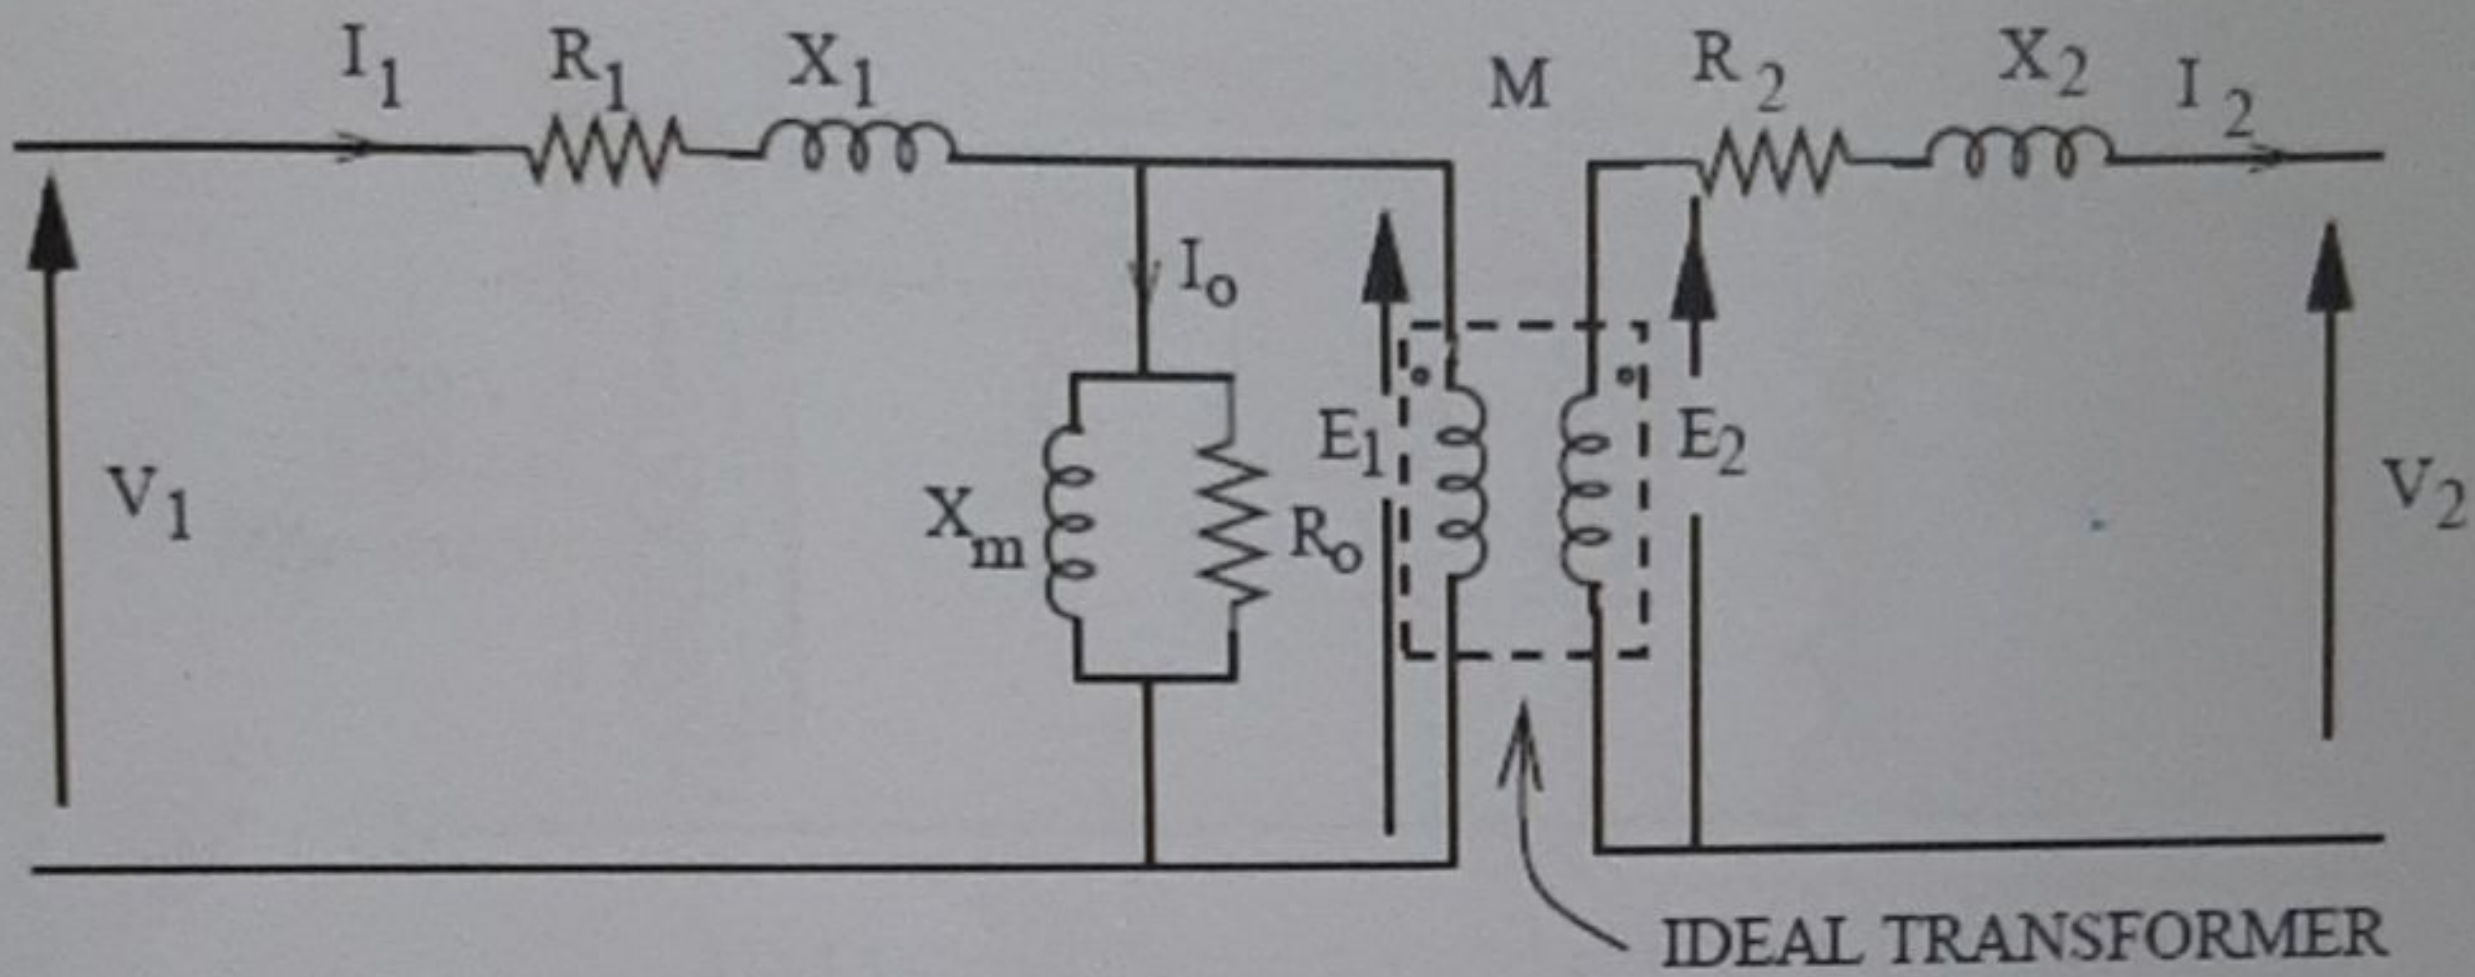 I1 R1 X1 M R2 X2 I2
Io
V1 Xm Ro E1 E2 V2
IDEAL TRANSFORMER